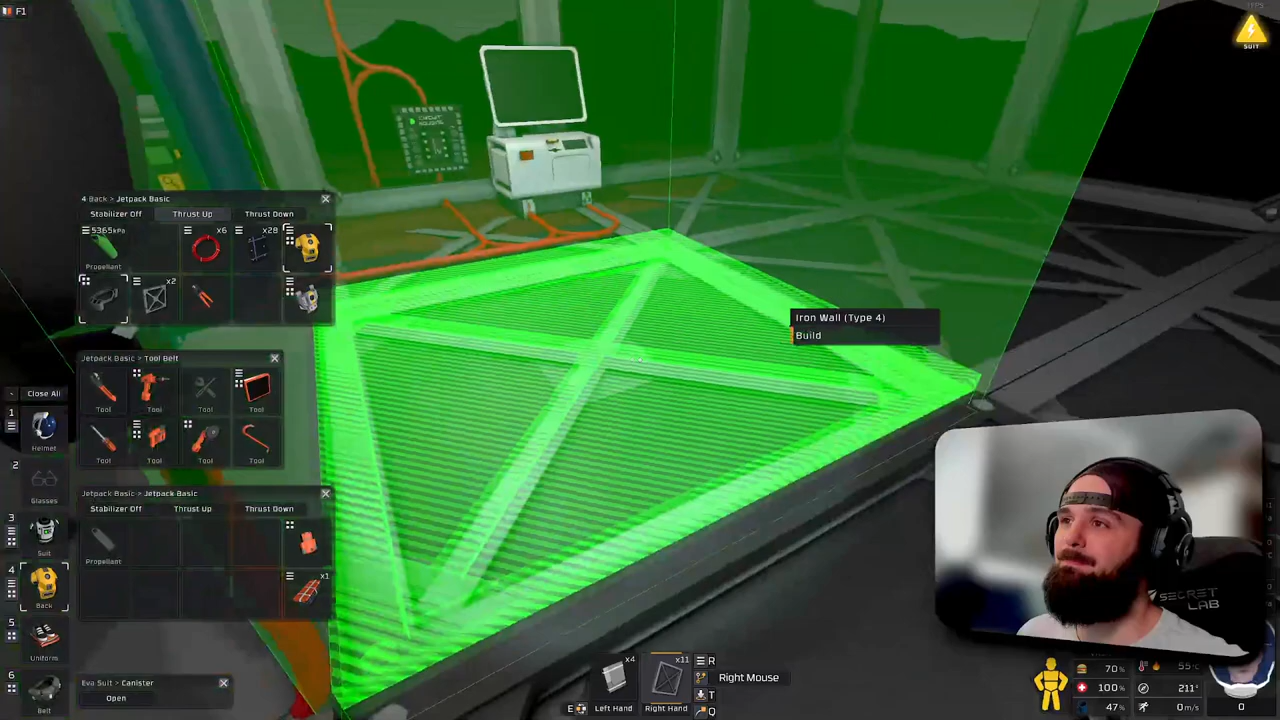 F1
SUIT
4 Back > Jetpack Basic
Stabilizer Off Thrust Up Thrust Down
5365kPa x6 x28
Propellant
x2
Iron Wall (Type 4)
Build
Jetpack Basic > Tool Belt
Tool Tool Tool Tool
Tool Tool Tool Tool
Close All
1
Helmet
2
Glasses
3
Suit
4
Back
5
Uniform
6
Belt
Jetpack Basic > Jetpack Basic
Stabilizer Off Thrust Up Thrust Down
Propellant
x1
Eva Suit > Canister
Open
x4 x11 R
Right Mouse
T
E Left Hand Right Hand Q
SECRET
LAB
70% 55°C
100% 211°
47% 0m/s
0